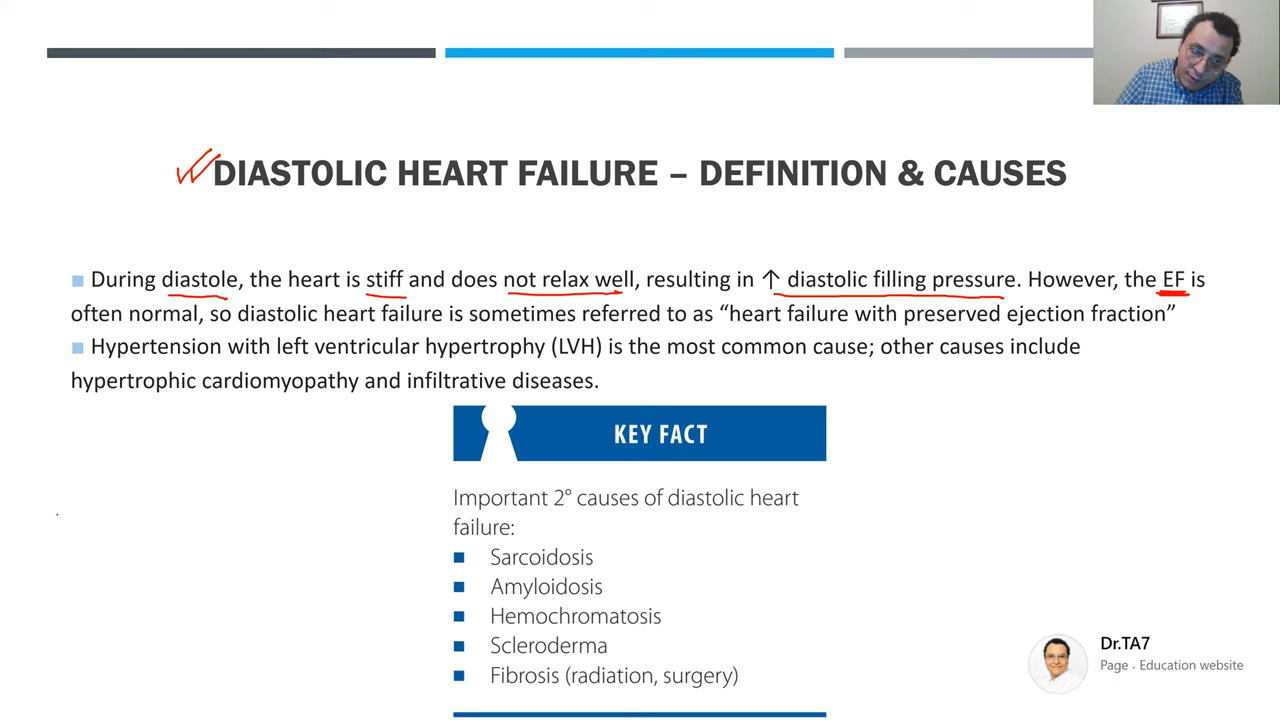 DIASTOLIC HEART FAILURE – DEFINITION & CAUSES
■ During diastole, the heart is stiff and does not relax well, resulting in ↑ diastolic filling pressure. However, the EF is
often normal, so diastolic heart failure is sometimes referred to as “heart failure with preserved ejection fraction”
■ Hypertension with left ventricular hypertrophy (LVH) is the most common cause; other causes include
hypertrophic cardiomyopathy and infiltrative diseases.
KEY FACT
Important 2° causes of diastolic heart
failure:
■ Sarcoidosis
■ Amyloidosis
■ Hemochromatosis
■ Scleroderma
■ Fibrosis (radiation, surgery)
Dr.TA7
Page · Education website